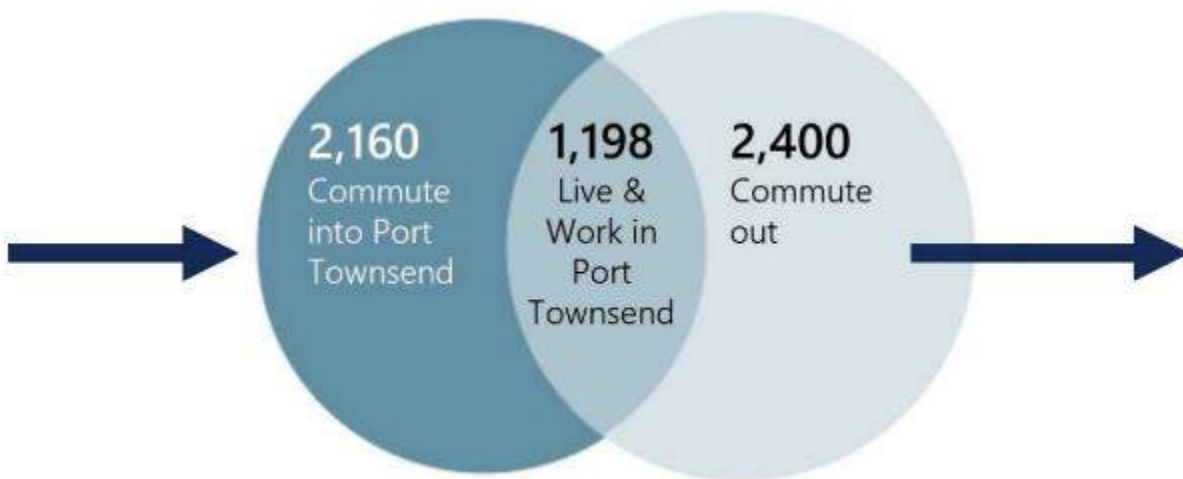 2,160
Commute
into Port
Townsend
1,198
Live &
Work in
Port
Townsend
2,400
Commute
out